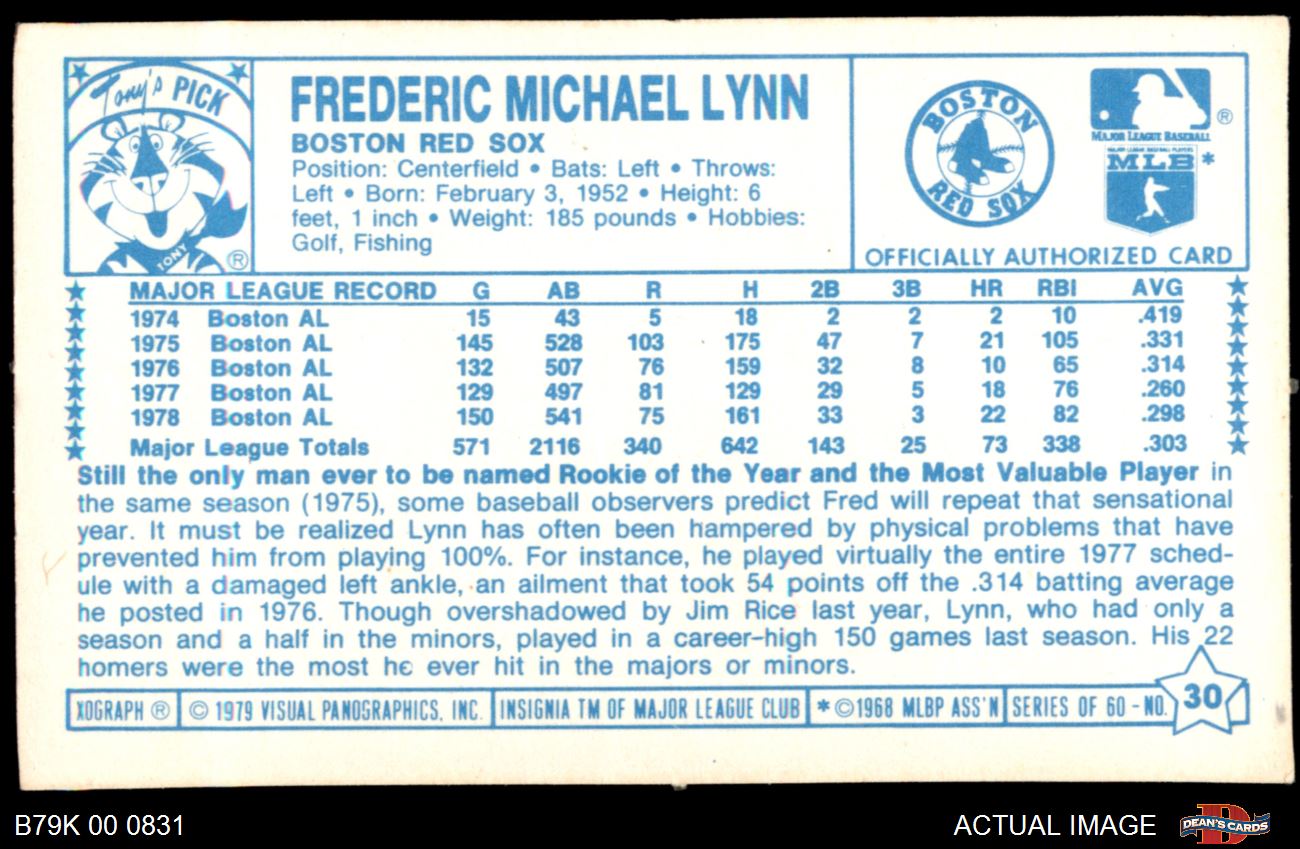 Tony's PICK
TONY ®
FREDERIC MICHAEL LYNN
BOSTON RED SOX
Position: Centerfield • Bats: Left • Throws:
Left • Born: February 3, 1952 • Height: 6
feet, 1 inch • Weight: 185 pounds • Hobbies:
Golf, Fishing
BOSTON
RED SOX
®
MAJOR LEAGUE BASEBALL
MAJOR LEAGUE BASEBALL PLAYERS
MLB *
OFFICIALLY AUTHORIZED CARD
MAJOR LEAGUE RECORD G AB R H 2B 3B HR RBI AVG
1974 Boston AL 15 43 5 18 2 2 2 10 .419
1975 Boston AL 145 528 103 175 47 7 21 105 .331
1976 Boston AL 132 507 76 159 32 8 10 65 .314
1977 Boston AL 129 497 81 129 29 5 18 76 .260
1978 Boston AL 150 541 75 161 33 3 22 82 .298
Major League Totals 571 2116 340 642 143 25 73 338 .303
Still the only man ever to be named Rookie of the Year and the Most Valuable Player in
the same season (1975), some baseball observers predict Fred will repeat that sensational
year. It must be realized Lynn has often been hampered by physical problems that have
prevented him from playing 100%. For instance, he played virtually the entire 1977 sched-
ule with a damaged left ankle, an ailment that took 54 points off the .314 batting average
he posted in 1976. Though overshadowed by Jim Rice last year, Lynn, who had only a
season and a half in the minors, played in a career-high 150 games last season. His 22
homers were the most he ever hit in the majors or minors.
XOGRAPH ® © 1979 VISUAL PANOGRAPHICS, INC. INSIGNIA TM OF MAJOR LEAGUE CLUB *©1968 MLBP ASS'N SERIES OF 60 - NO. 30
B79K 00 0831
ACTUAL IMAGE
DEAN'S CARDS